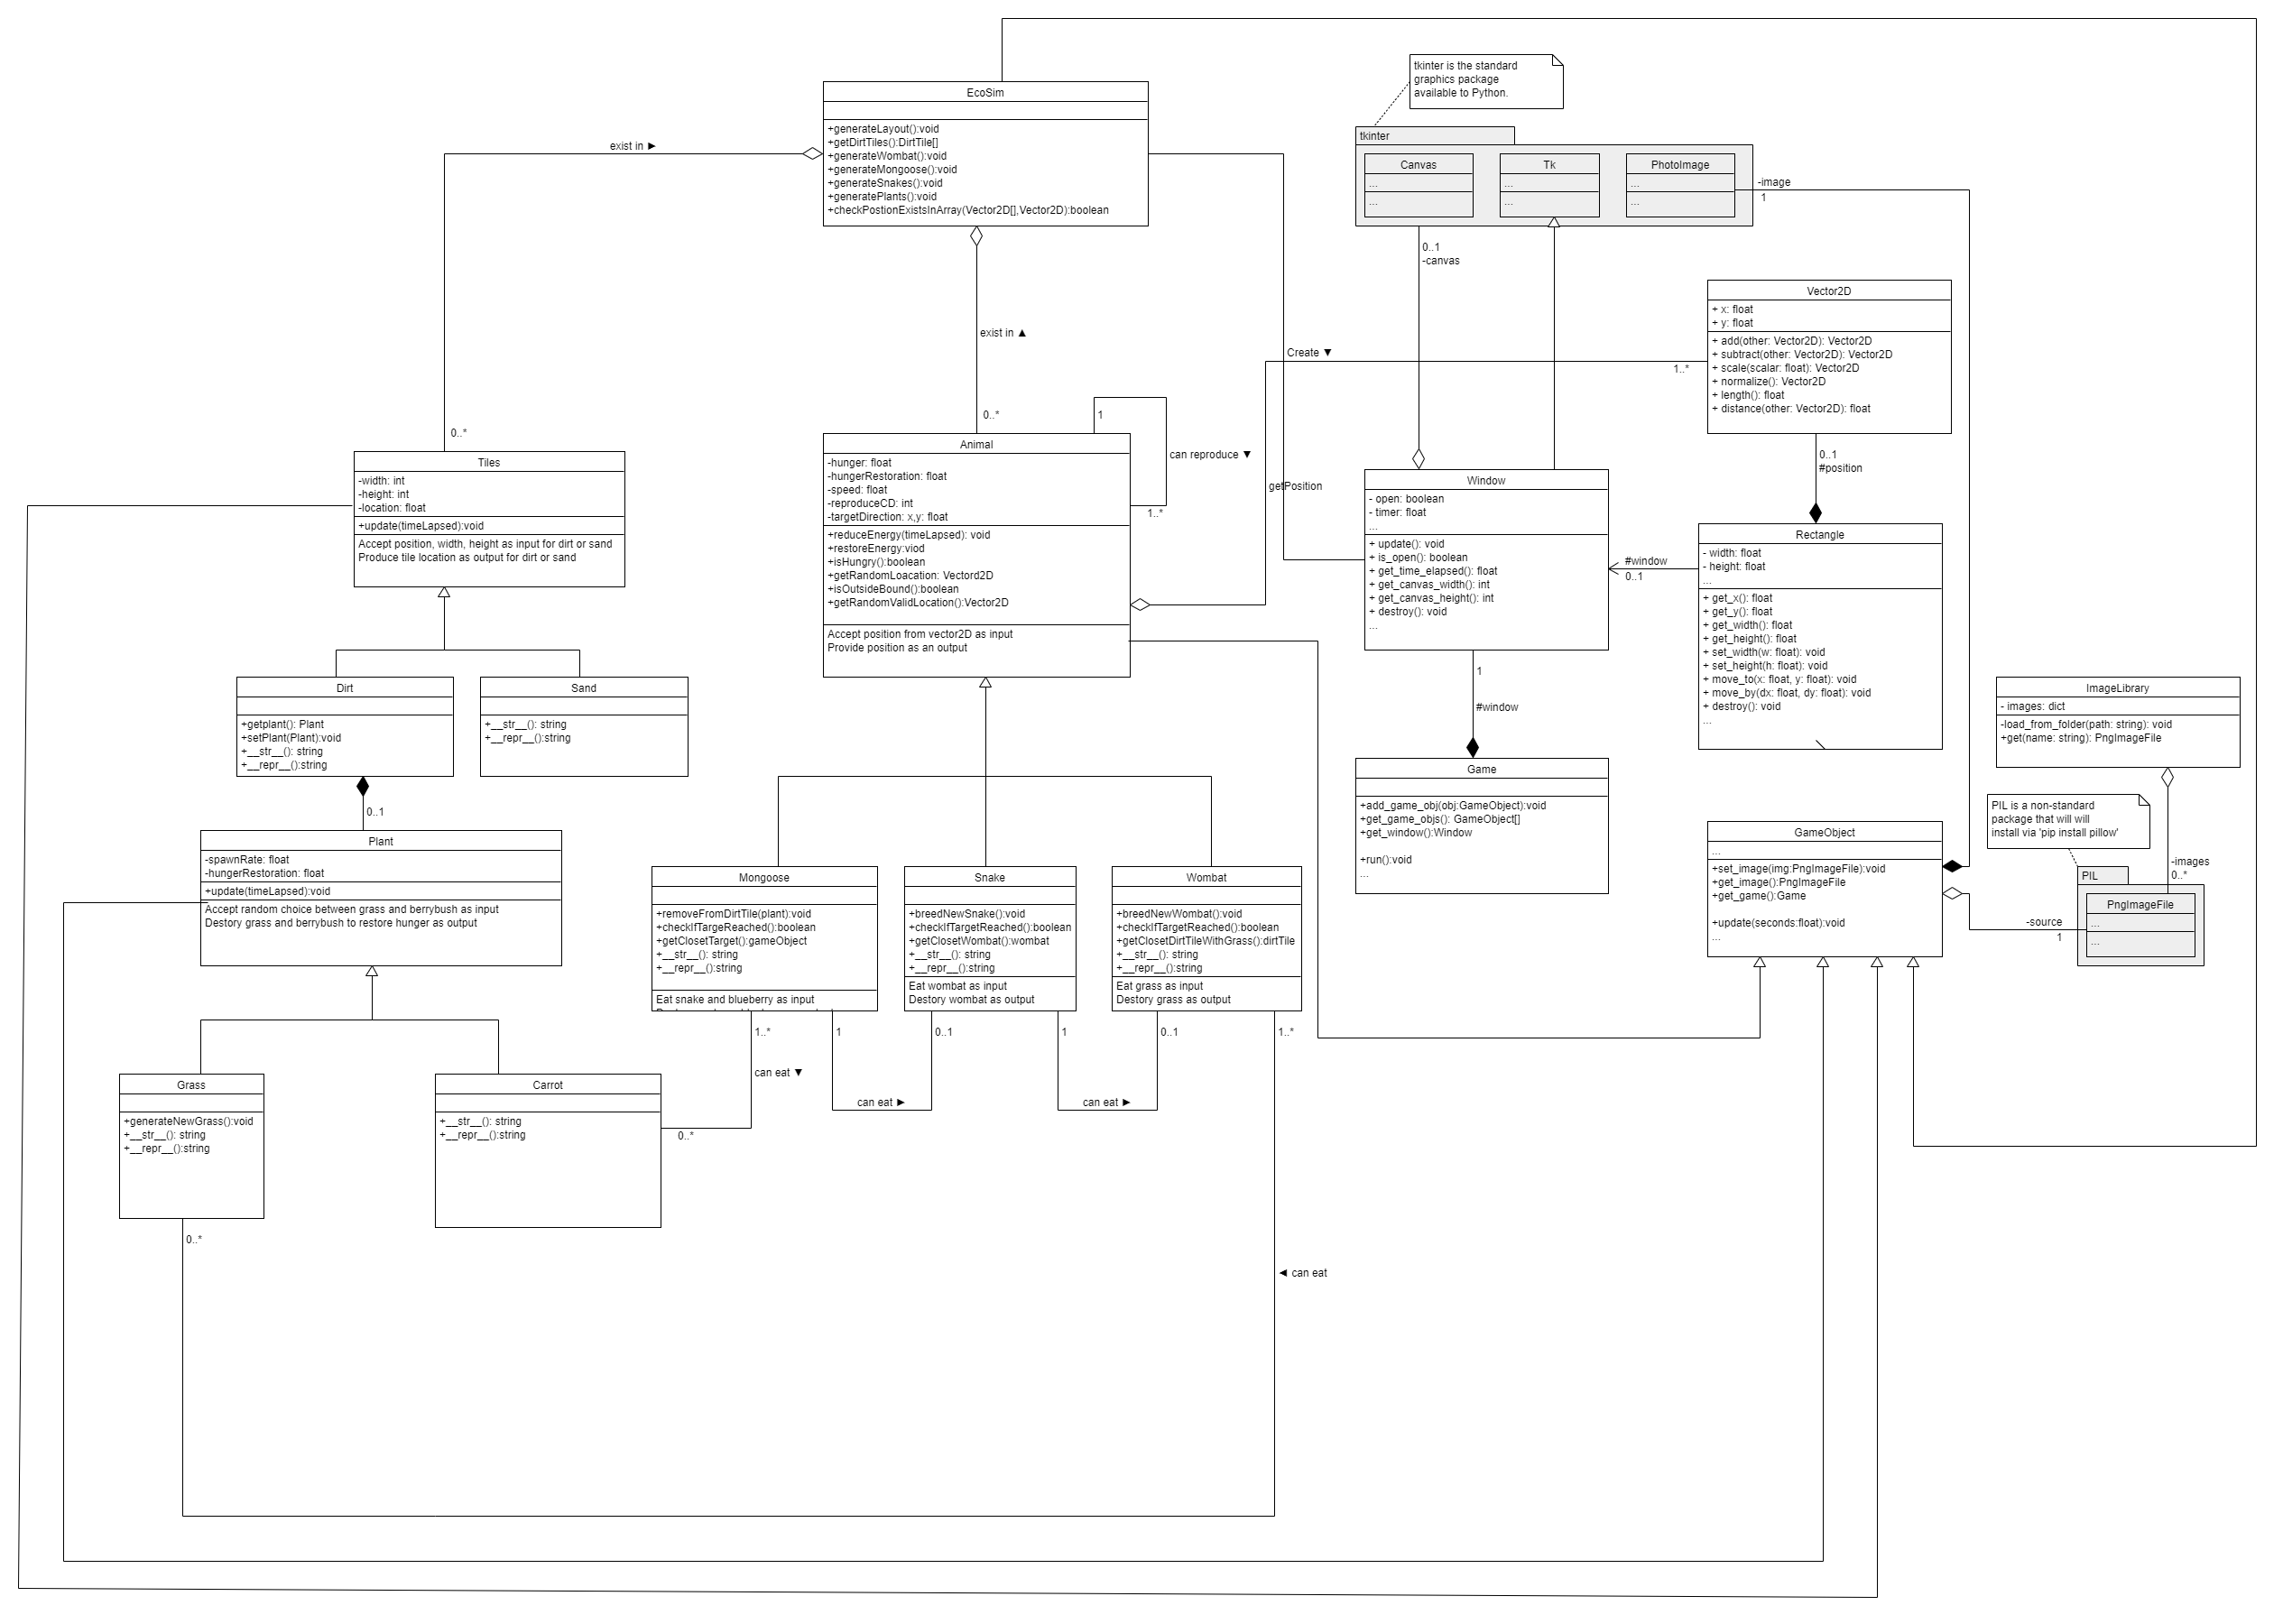 tkinter is the standard
graphics package
available to Python.
EcoSim
+generateLayout():void
+getDirtTiles():DirtTile[]
+generateWombat():void
+generateMongoose():void
+generateSnakes():void
+generatePlants():void
+checkPostionExistsInArray(Vector2D[],Vector2D):boolean
exist in ►
tkinter
Canvas
...
...
Tk
...
...
PhotoImage
...
...
-image
1
0..1
-canvas
Vector2D
+ x: float
+ y: float
+ add(other: Vector2D): Vector2D
+ subtract(other: Vector2D): Vector2D
+ scale(scalar: float): Vector2D
+ normalize(): Vector2D
+ length(): float
+ distance(other: Vector2D): float
exist in ▲
Create ▼
1..*
0..*
0..*
1
can reproduce ▼
1..*
getPosition
0..1
#position
Tiles
-width: int
-height: int
-location: float
+update(timeLapsed):void
Accept position, width, height as input for dirt or sand
Produce tile location as output for dirt or sand
Animal
-hunger: float
-hungerRestoration: float
-speed: float
-reproduceCD: int
-targetDirection: x,y: float
+reduceEnergy(timeLapsed): void
+restoreEnergy:viod
+isHungry():boolean
+getRandomLoacation: Vectord2D
+isOutsideBound():boolean
+getRandomValidLocation():Vector2D
Accept position from vector2D as input
Provide position as an output
Window
- open: boolean
- timer: float
...
+ update(): void
+ is_open(): boolean
+ get_time_elapsed(): float
+ get_canvas_width(): int
+ get_canvas_height(): int
+ destroy(): void
...
#window
0..1
Rectangle
- width: float
- height: float
...
+ get_x(): float
+ get_y(): float
+ get_width(): float
+ get_height(): float
+ set_width(w: float): void
+ set_height(h: float): void
+ move_to(x: float, y: float): void
+ move_by(dx: float, dy: float): void
+ destroy(): void
...
1
#window
Dirt
+getplant(): Plant
+setPlant(Plant):void
+__str__(): string
+__repr__():string
Sand
+__str__(): string
+__repr__():string
0..1
ImageLibrary
- images: dict
-load_from_folder(path: string): void
+get(name: string): PngImageFile
Game
+add_game_obj(obj:GameObject):void
+get_game_objs(): GameObject[]
+get_window():Window
+run():void
...
PIL is a non-standard
package that will will
install via 'pip install pillow'
Plant
-spawnRate: float
-hungerRestoration: float
+update(timeLapsed):void
Accept random choice between grass and berrybush as input
Destory grass and berrybush to restore hunger as output
GameObject
...
+set_image(img:PngImageFile):void
+get_image():PngImageFile
+get_game():Game
+update(seconds:float):void
...
-images
0..*
PIL
PngImageFile
...
...
-source
1
Mongoose
+removeFromDirtTile(plant):void
+checkIfTargeReached():boolean
+getClosetTarget():gameObject
+__str__(): string
+__repr__():string
Eat snake and blueberry as input
Snake
+breedNewSnake():void
+checkIfTargetReached():boolean
+getClosetWombat():wombat
+__str__(): string
+__repr__():string
Eat wombat as input
Destory wombat as output
Wombat
+breedNewWombat():void
+checkIfTargetReached():boolean
+getClosetDirtTileWithGrass():dirtTile
+__str__(): string
+__repr__():string
Eat grass as input
Destory grass as output
1..*
1
0..1
1
0..1
1..*
can eat ▼
can eat ►
can eat ►
0..*
Grass
+generateNewGrass():void
+__str__(): string
+__repr__():string
Carrot
+__str__(): string
+__repr__():string
0..*
◄ can eat